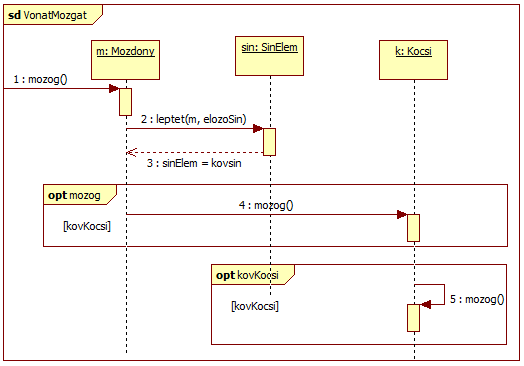 sd VonatMozgat
m: Mozdony
sin: SinElem
k: Kocsi
1 : mozog()
2 : leptet(m, elozoSin)
3 : sinElem = kovsin
opt mozog
4 : mozog()
[kovKocsi]
opt kovKocsi
5 : mozog()
[kovKocsi]